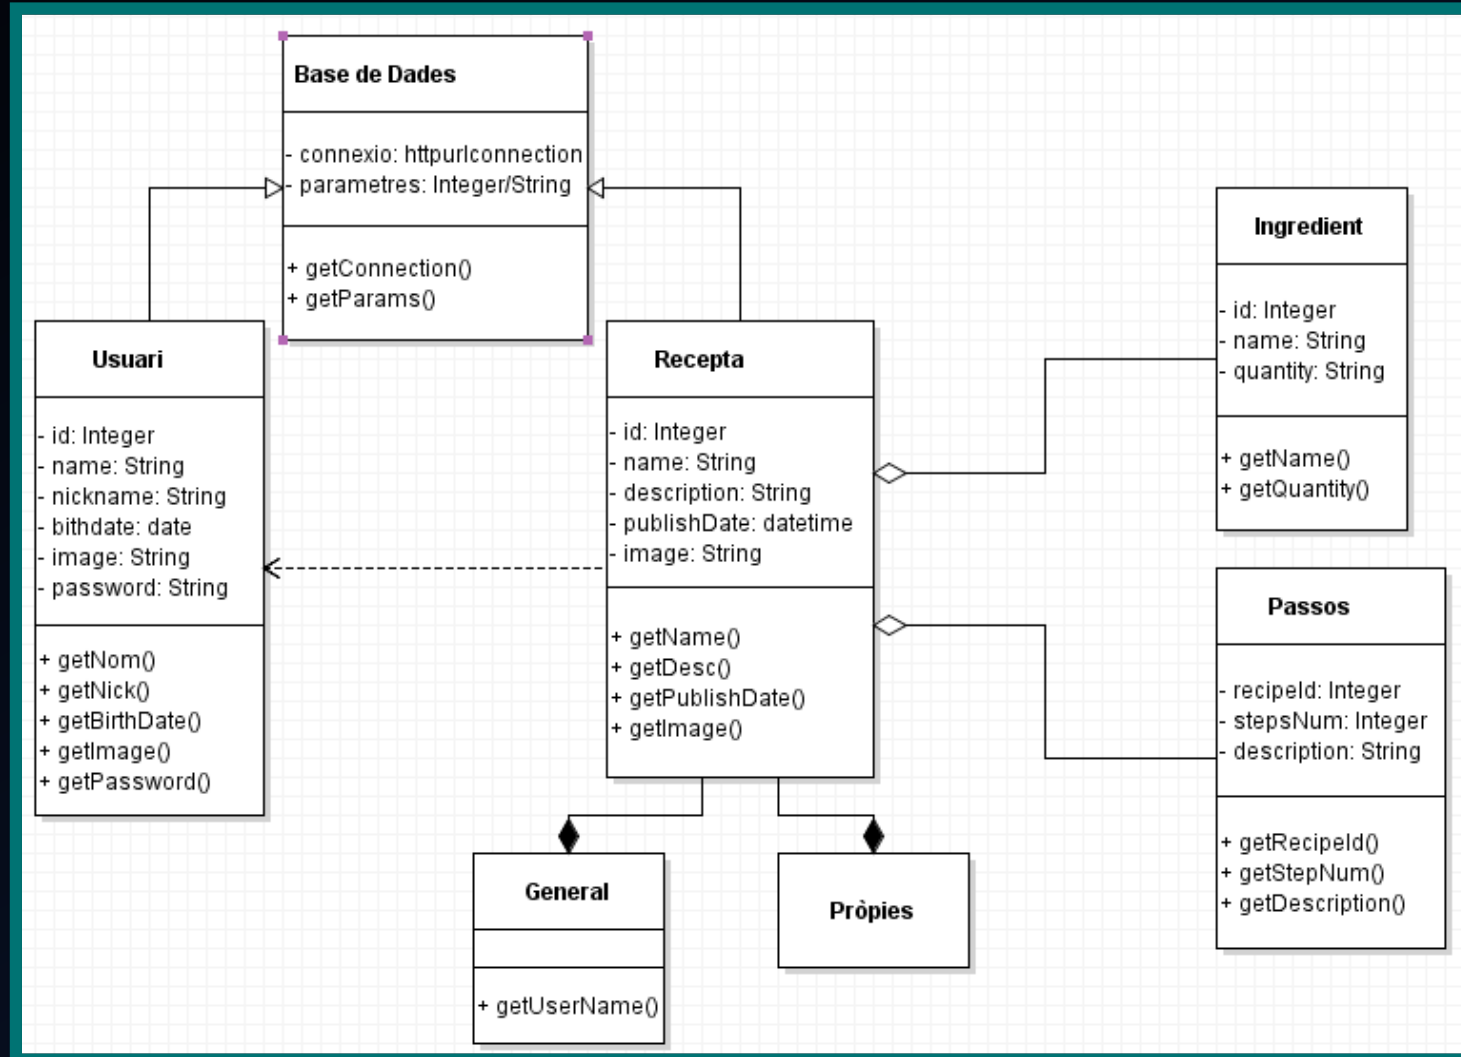 Base de Dades
- connexio: httpurlconnection
- parametres: Integer/String
+ getConnection()
+ getParams()
Usuari
- id: Integer
- name: String
- nickname: String
- bithdate: date
- image: String
- password: String
+ getNom()
+ getNick()
+ getBirthDate()
+ getImage()
+ getPassword()
Recepta
- id: Integer
- name: String
- description: String
- publishDate: datetime
- image: String
+ getName()
+ getDesc()
+ getPublishDate()
+ getImage()
Ingredient
- id: Integer
- name: String
- quantity: String
+ getName()
+ getQuantity()
Passos
- recipeId: Integer
- stepsNum: Integer
- description: String
+ getRecipeId()
+ getStepNum()
+ getDescription()
General
+ getUserName()
Pròpies